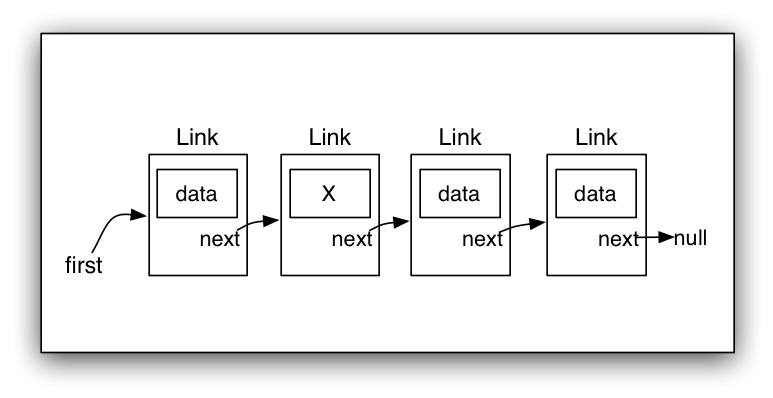 Link Link Link Link
data X data data
next next next next null
first